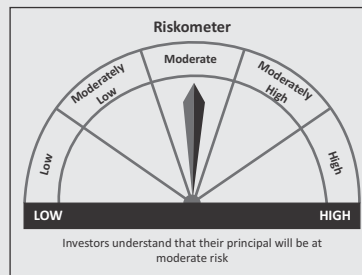 Riskometer
Low
Moderately
Low
Moderate
Moderately
High
High
LOW
HIGH
Investors understand that their principal will be at
moderate risk